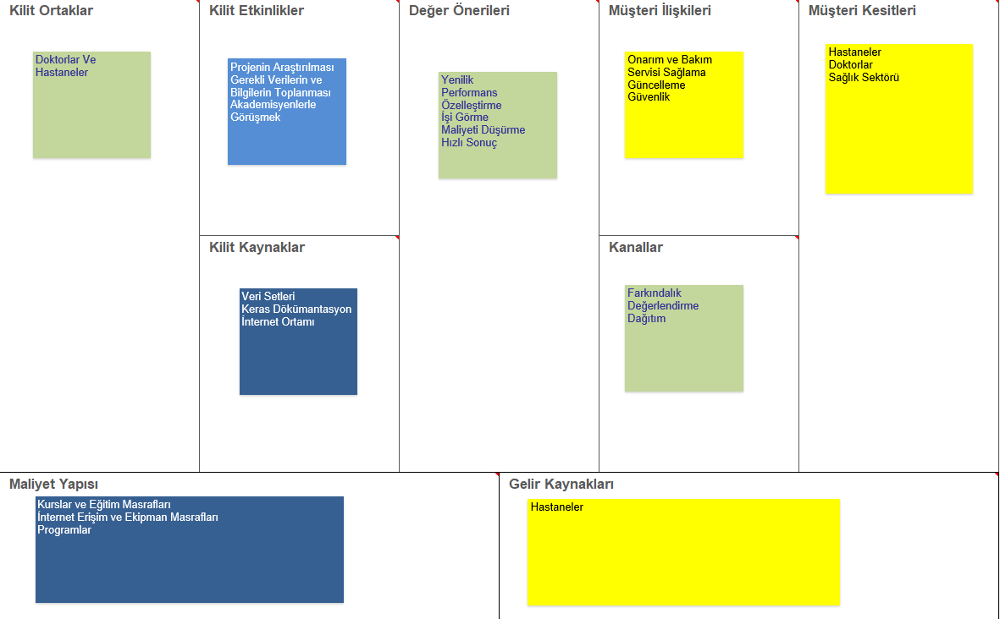 Kilit Ortaklar
Doktorlar Ve
Hastaneler
Kilit Etkinlikler
Projenin Araştırılması
Gerekli Verilerin ve
Bilgilerin Toplanması
Akademisyenlerle
Görüşmek
Kilit Kaynaklar
Veri Setleri
Keras Dökümantasyon
İnternet Ortamı
Değer Önerileri
Yenilik
Performans
Özelleştirme
İşi Görme
Maliyeti Düşürme
Hızlı Sonuç
Müşteri İlişkileri
Onarım ve Bakım
Servisi Sağlama
Güncelleme
Güvenlik
Kanallar
Farkındalık
Değerlendirme
Dağıtım
Müşteri Kesitleri
Hastaneler
Doktorlar
Sağlık Sektörü
Maliyet Yapısı
Kurslar ve Eğitim Masrafları
İnternet Erişim ve Ekipman Masrafları
Programlar
Gelir Kaynakları
Hastaneler